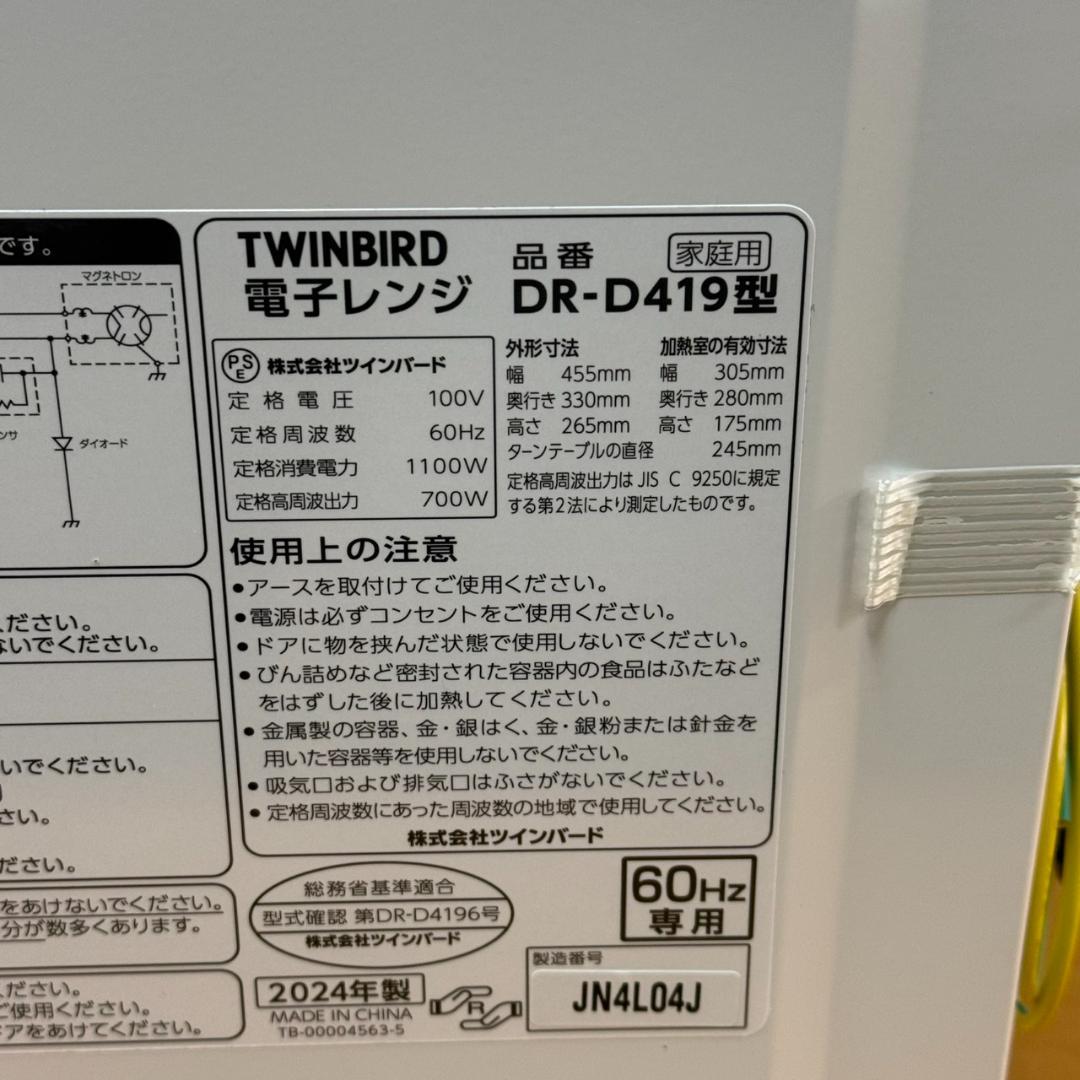 です。
マグネトロン
ンサ
ダイオード
ください。
ないでください。
いでください。
さい。
ださい。
をあけないでください。
分が数多くあります。
ください。
ご使用ください。
ドアをあけてください。
TWINBIRD
電子レンジ
品番
家庭用
DR-D419型
PSE 株式会社ツインバード
定格電圧 100V
定格周波数 60Hz
定格消費電力 1100W
定格高周波出力 700W
外形寸法 加熱室の有効寸法
幅 455mm 幅 305mm
奥行き 330mm 奥行き 280mm
高さ 265mm 高さ 175mm
ターンテーブルの直径 245mm
定格高周波出力はJIS C 9250に規定
する第2法により測定したものです。
使用上の注意
●アースを取付けてご使用ください。
●電源は必ずコンセントをご使用ください。
●ドアに物を挟んだ状態で使用しないでください。
●びん詰めなど密封された容器内の食品はふたなど
をはずした後に加熱してください。
●金属製の容器、金・銀はく、金・銀粉または針金を
用いた容器等を使用しないでください。
●吸気口および排気口はふさがないでください。
●定格周波数にあった周波数の地域で使用してください。
株式会社ツインバード
総務省基準適合
型式確認 第DR-D4196号
株式会社ツインバード
60Hz
専用
製造番号
JN4L04J
2024年製
MADE IN CHINA
TB-00004563-5
R